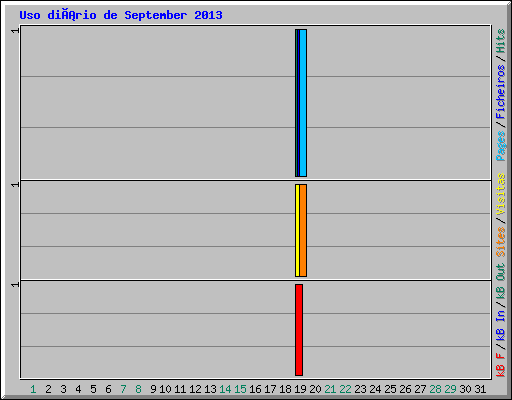 Uso diÃ¡rio de September 2013
1
1
1
Pages / Ficheiros / Hits
Sites / Visitas
kB F / kB In / kB Out
1 2 3 4 5 6 7 8 9 10 11 12 13 14 15 16 17 18 19 20 21 22 23 24 25 26 27 28 29 30 31